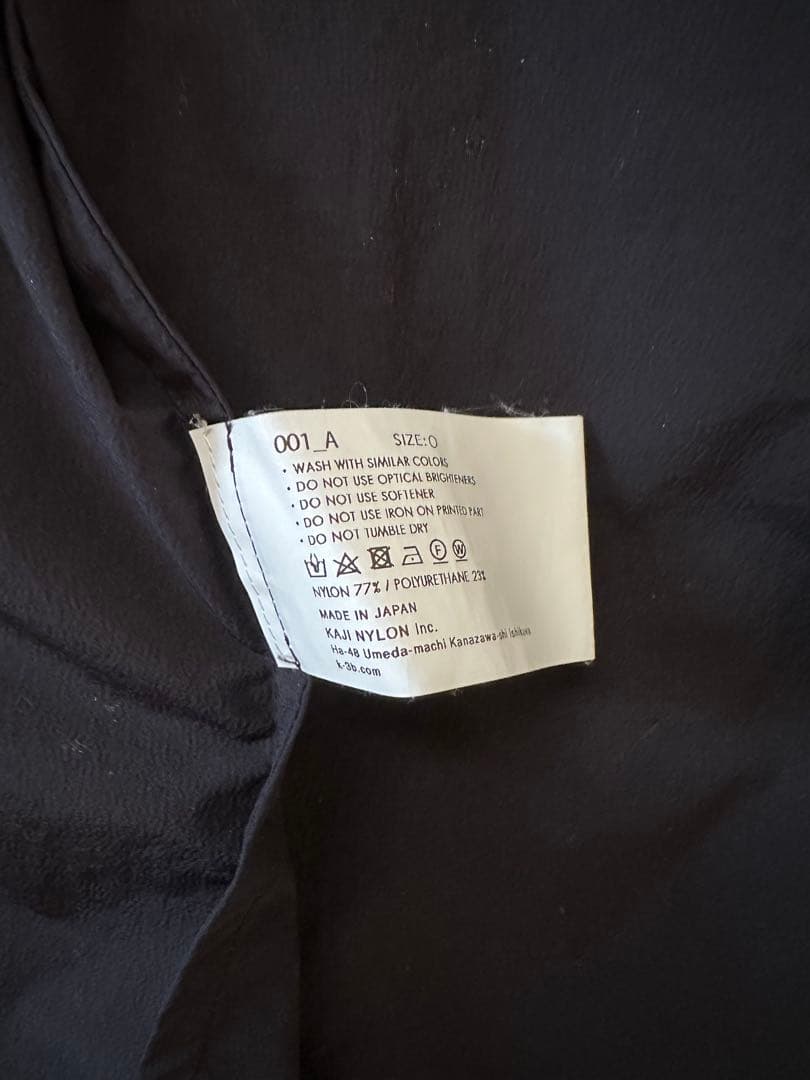 001_A SIZE:0
• WASH WITH SIMILAR COLORS
• DO NOT USE OPTICAL BRIGHTENERS
• DO NOT USE SOFTENER
• DO NOT USE IRON ON PRINTED PART
• DO NOT TUMBLE DRY
F W
NYLON 77% / POLYURETHANE 23%
MADE IN JAPAN
KAJI NYLON Inc.
Ha-48 Umeda-machi Kanazawa-shi Ishikawa
k-3b.com